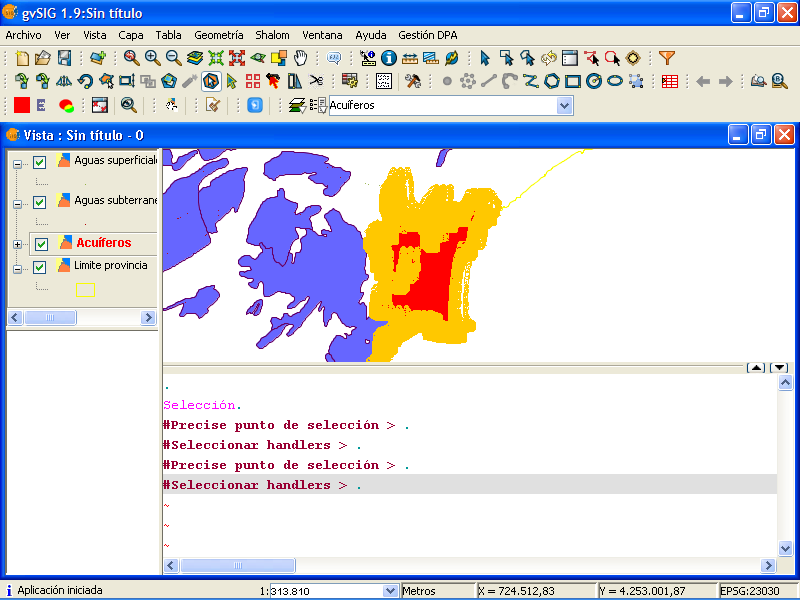 gvSIG 1.9:Sin título
Archivo Ver Vista Capa Tabla Geometría Shalom Ventana Ayuda Gestión DPA
Acuíferos
Vista : Sin título - 0
Aguas superficial
Aguas subterrane
Acuíferos
Limite provincia
.
Selección.
#Precise punto de selección > .
#Seleccionar handlers > .
#Precise punto de selección > .
#Seleccionar handlers > .
~
~
~
Aplicación iniciada 1:313.810 Metros X = 724.512,83 Y = 4.253.001,87 EPSG:23030